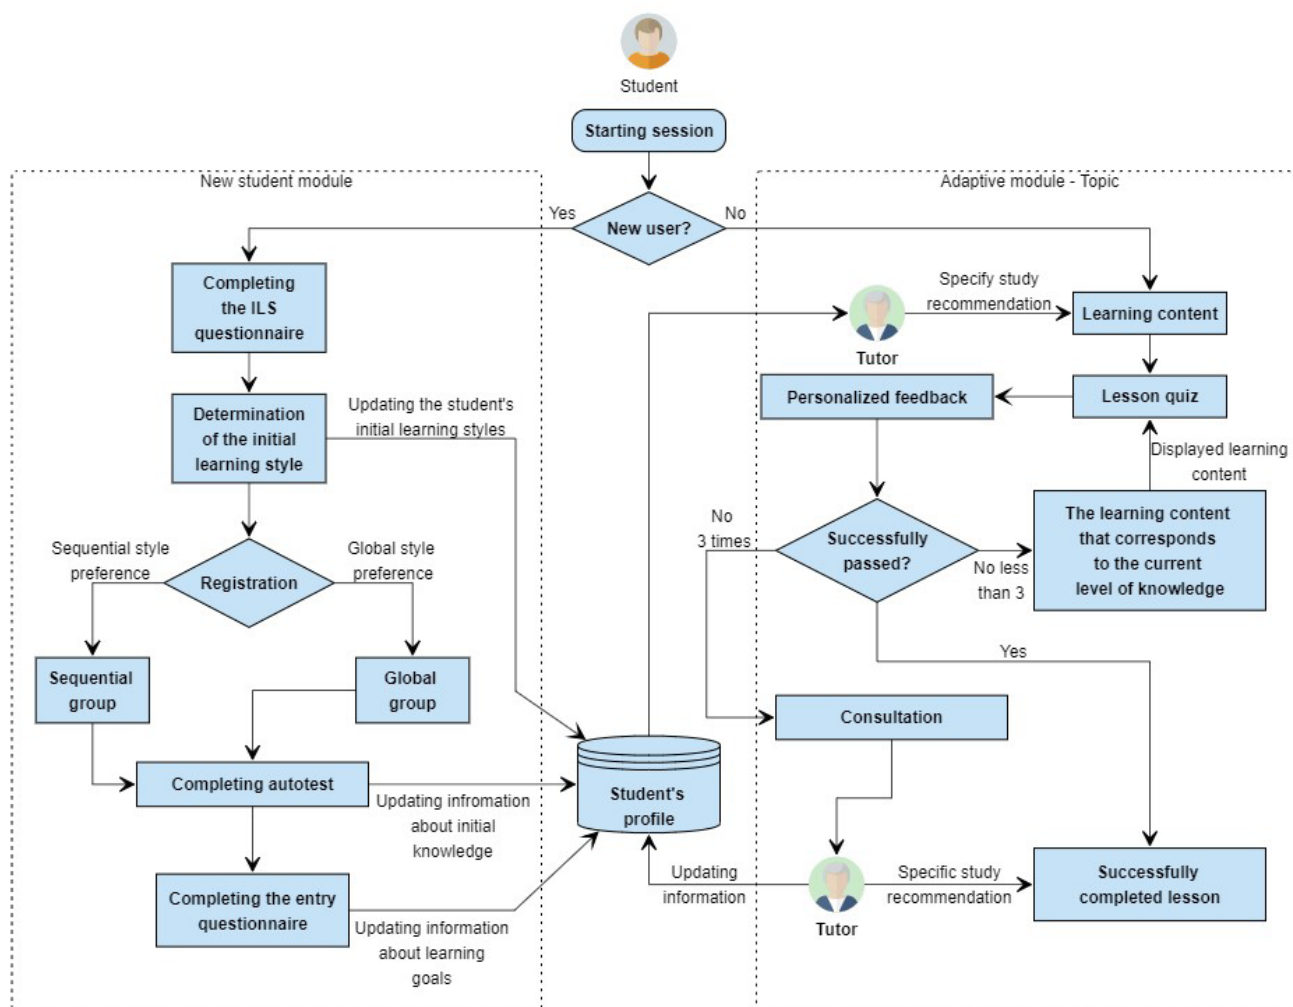 Student
Starting session
New student module
Adaptive module - Topic
Yes
New user?
No
Completing
the ILS
questionnaire
Specify study
recommendation
Tutor
Learning content
Determination
of the initial
learning style
Updating the student's
initial learning styles
Personalized feedback
Lesson quiz
Displayed learning
content
No
3 times
Successfully
passed?
No less
than 3
The learning content
that corresponds
to the current
level of knowledge
Sequential style
preference
Registration
Global style
preference
Yes
Sequential
group
Global
group
Consultation
Completing autotest
Updating infromation
about initial
knowledge
Student's
profile
Completing the entry
questionnaire
Updating information
about learning
goals
Updating
information
Tutor
Specific study
recommendation
Successfully
completed lesson